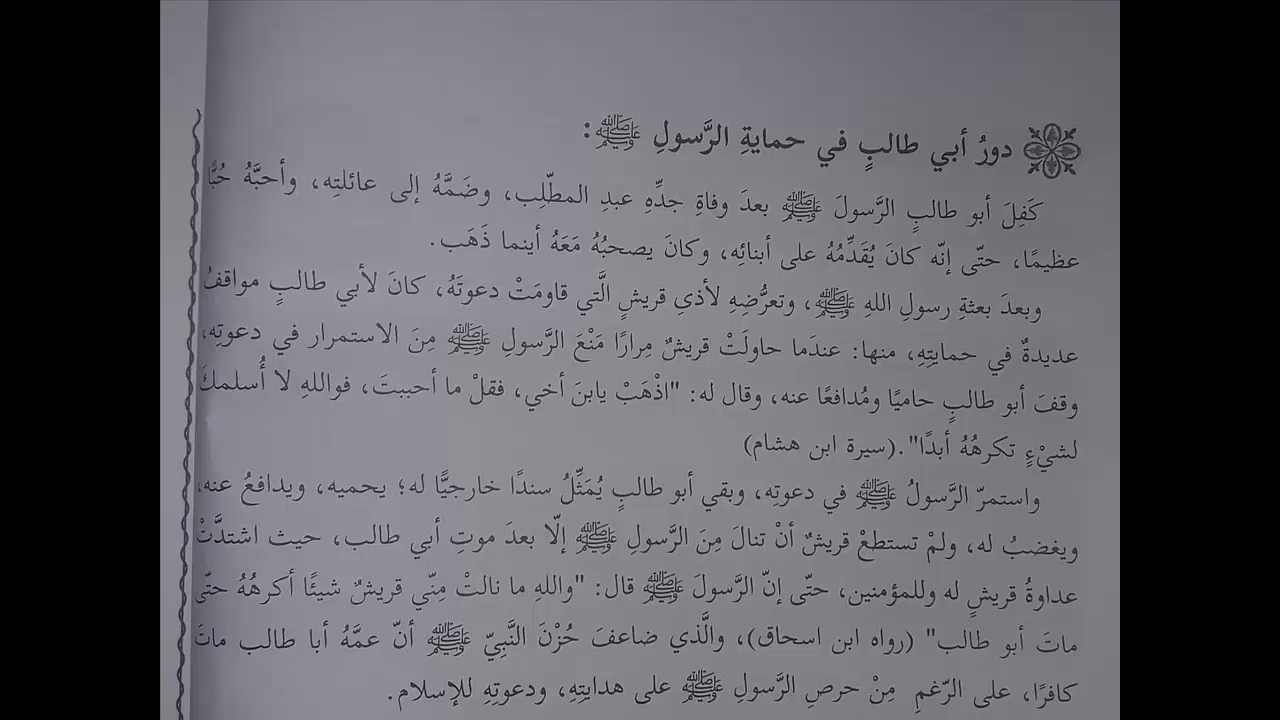 دورُ أبي طالبٍ في حمايةِ الرَّسولِ ﷺ:
كَفِلَ أبو طالبٍ الرَّسولَ ﷺ بعدَ وفاةِ جدِّهِ عبدِ المطّلِب، وضَمَّهُ إلى عائلتِه، وأحبَّهُ حُبًّا
عظيمًا، حتّى إنّه كانَ يُقَدِّمُهُ على أبنائِه، وكانَ يصحبُهُ مَعَهُ أينما ذَهَب.
وبعدَ بعثةِ رسولِ اللهِ ﷺ، وتعرُّضِهِ لأذى قريشٍ الَّتي قاومَتْ دعوتَهُ، كانَ لأبي طالبٍ مواقفُ
عديدةٌ في حمايتِهِ، منها: عندَما حاولَتْ قريشٌ مِرارًا مَنْعَ الرَّسولِ ﷺ مِنَ الاستمرار في دعوتِه،
وقفَ أبو طالبٍ حاميًا ومُدافعًا عنه، وقال له: "اذْهَبْ يابنَ أخي، فقلْ ما أحببتَ، فواللهِ لا أُسلمكَ
لشيْءٍ تكرهُهُ أبدًا".(سيرة ابن هشام)
واستمرّ الرَّسولُ ﷺ في دعوتِه، وبقي أبو طالبٍ يُمَثِّلُ سندًا خارجيًّا له؛ يحميه، ويدافعُ عنه،
ويغضبُ له، ولمْ تستطعْ قريشٌ أنْ تنالَ مِنَ الرَّسولِ ﷺ إلّا بعدَ موتِ أبي طالب، حيث اشتدَّتْ
عداوةُ قريشٍ له وللمؤمنين، حتّى إنّ الرَّسولَ ﷺ قال: "واللهِ ما نالتْ مِنّي قريشٌ شيئًا أكرهُهُ حتّى
ماتَ أبو طالب" (رواه ابن اسحاق)، والَّذي ضاعفَ حُزْنَ النَّبِيّ ﷺ أنّ عمَّهُ أبا طالب ماتَ
كافرًا، على الرّغمِ مِنْ حرصِ الرَّسولِ ﷺ على هدايتِهِ، ودعوتِهِ للإسلام.